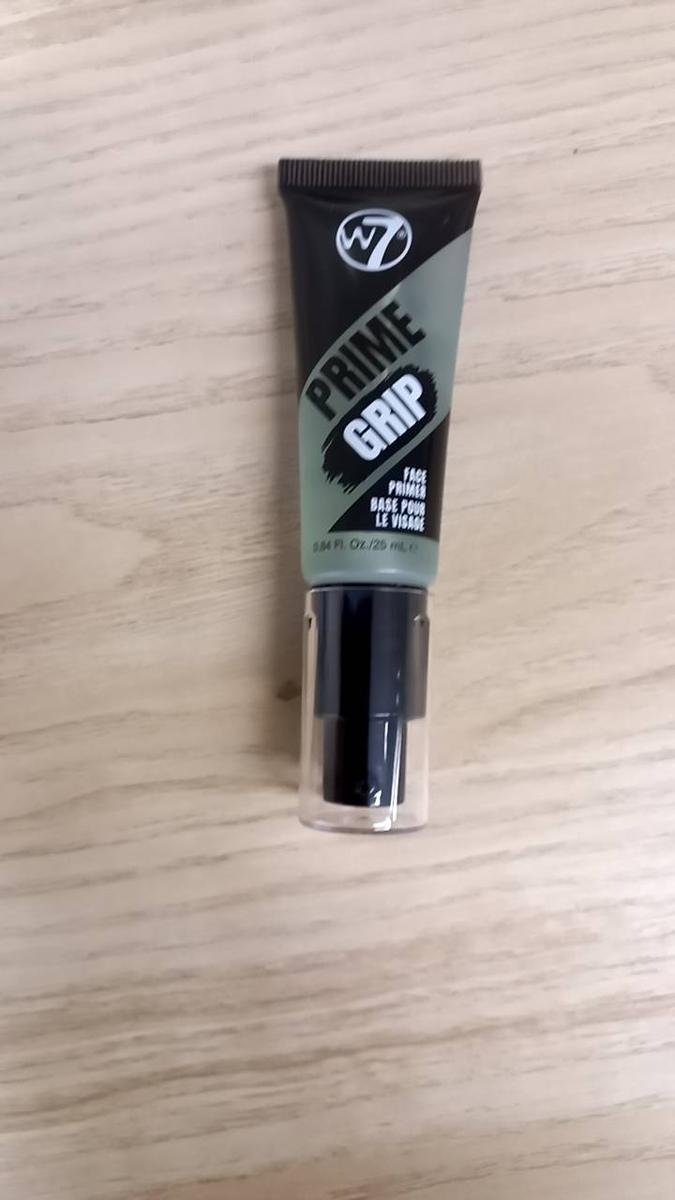 W7®
PRIME
GRIP
FACE
PRIMER
BASE POUR
LE VISAGE
0.84 Fl. Oz./25 mL ℮